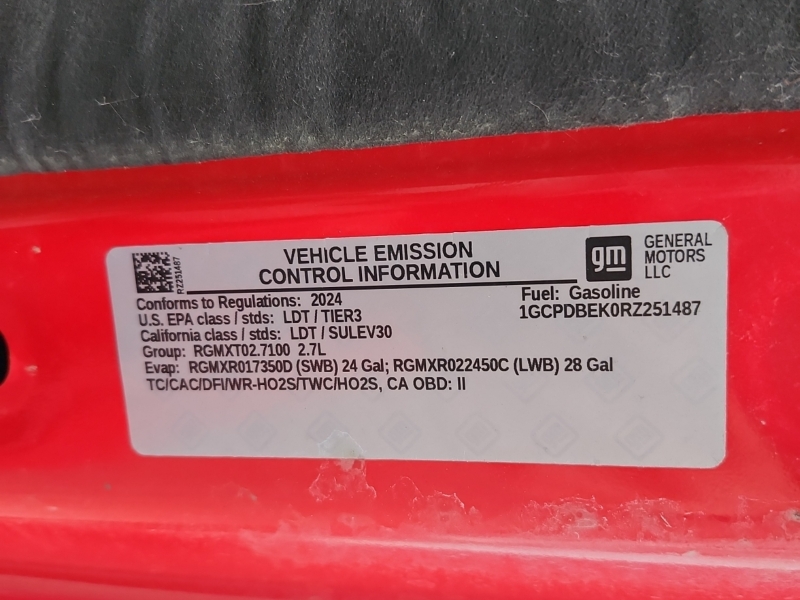 RZ251487
VEHICLE EMISSION
CONTROL INFORMATION
gm
GENERAL
MOTORS
LLC
Conforms to Regulations: 2024
Fuel: Gasoline
U.S. EPA class / stds: LDT / TIER3
1GCPDBEK0RZ251487
California class / stds: LDT / SULEV30
Group: RGMXT02.7100 2.7L
Evap: RGMXR017350D (SWB) 24 Gal; RGMXR022450C (LWB) 28 Gal
TC/CAC/DFI/WR-HO2S/TWC/HO2S, CA OBD: II